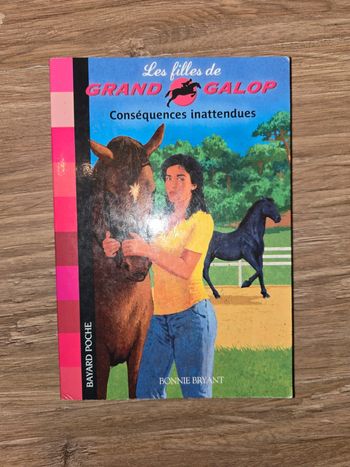 Les filles de
GRAND GALOP
Conséquences inattendues
BAYARD POCHE
BONNIE BRYANT